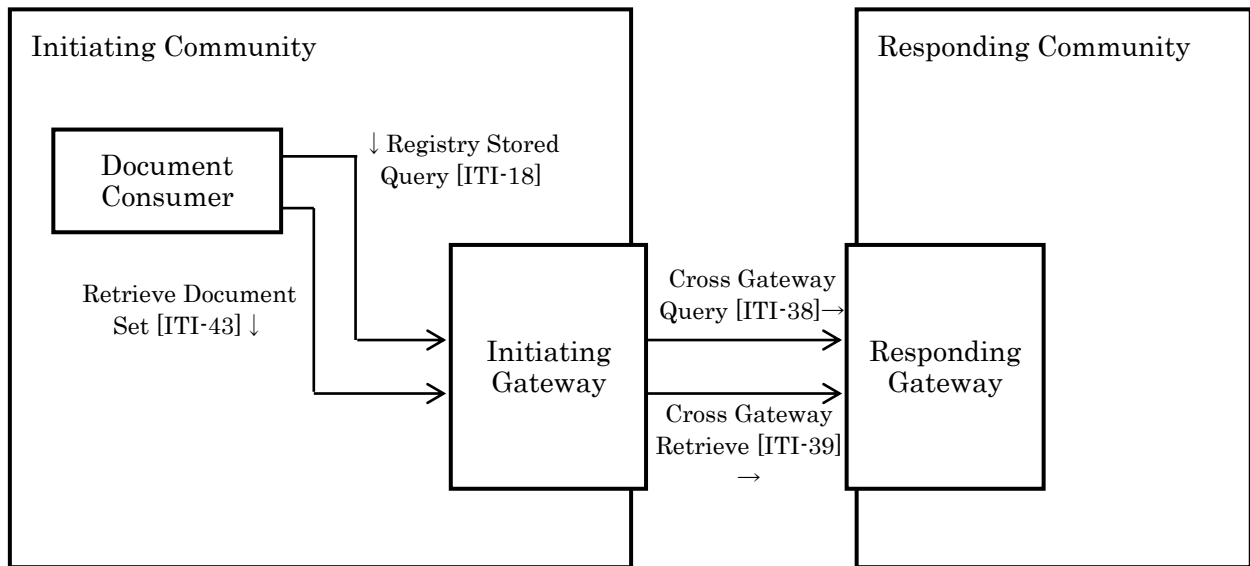 Initiating Community
Responding Community
Document
Consumer
↓ Registry Stored
Query [ITI-18]
Retrieve Document
Set [ITI-43] ↓
Initiating
Gateway
Cross Gateway
Query [ITI-38]→
Cross Gateway
Retrieve [ITI-39]
→
Responding
Gateway